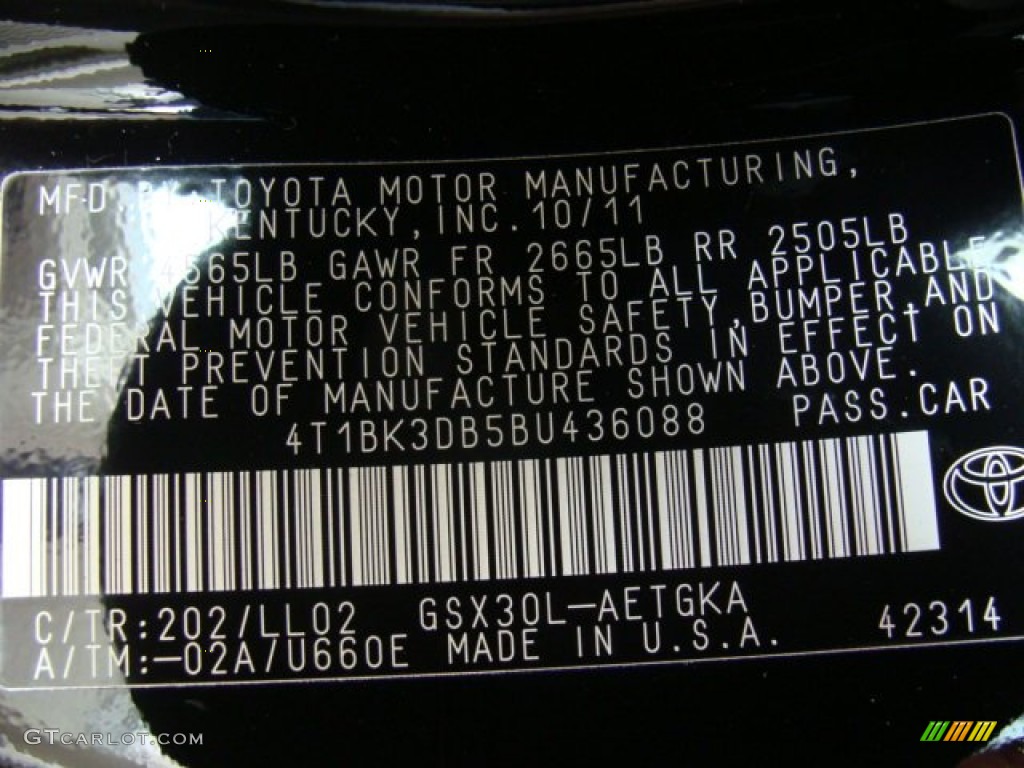 MFD BY TOYOTA MOTOR MANUFACTURING,
KENTUCKY, INC. 10/11
GVWR 4565LB GAWR FR 2665LB RR 2505LB
THIS VEHICLE CONFORMS TO ALL APPLICABLE
FEDERAL MOTOR VEHICLE SAFETY, BUMPER, AND
THEFT PREVENTION STANDARDS IN EFFECT ON
THE DATE OF MANUFACTURE SHOWN ABOVE.
4T1BK3DB5BU436088 PASS. CAR
C/TR:202/LL02 GSX30L-AETGKA
A/TM:-02A/U660E MADE IN U.S.A. 42314
GTcarlot.com